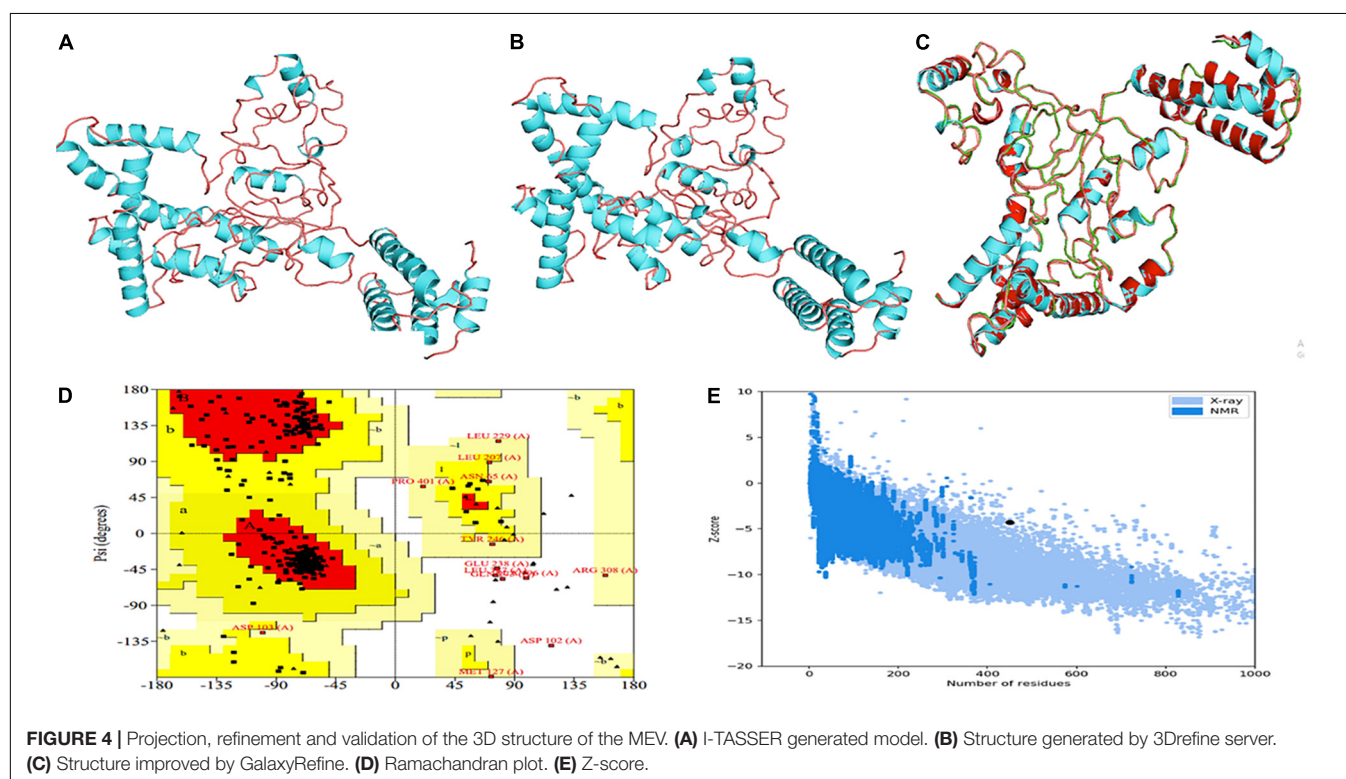 A
B
C
A
D
180
135
90
45
0
-45
-90
-135
-180
-180 -135 -90 -45 0 45 90 135 180
Psi (degrees)
B
b
~b
~b
b
LEU 229 (A)
~l
LEU 207 (A)
l
ASN 65 (A)
PRO 401 (A)
a
A
~a
TYR 246 (A)
GLU 238 (A)
ARG 308 (A)
ASP 103 (A)
~b
b
~p
p
ASP 102 (A)
~b
MET 127 (A)
E
10
5
0
−5
−10
−15
−20
Z-score
X-ray
NMR
0 200 400 600 800 1000
Number of residues
FIGURE 4 | Projection, refinement and validation of the 3D structure of the MEV. (A) I-TASSER generated model. (B) Structure generated by 3Drefine server.
(C) Structure improved by GalaxyRefine. (D) Ramachandran plot. (E) Z-score.